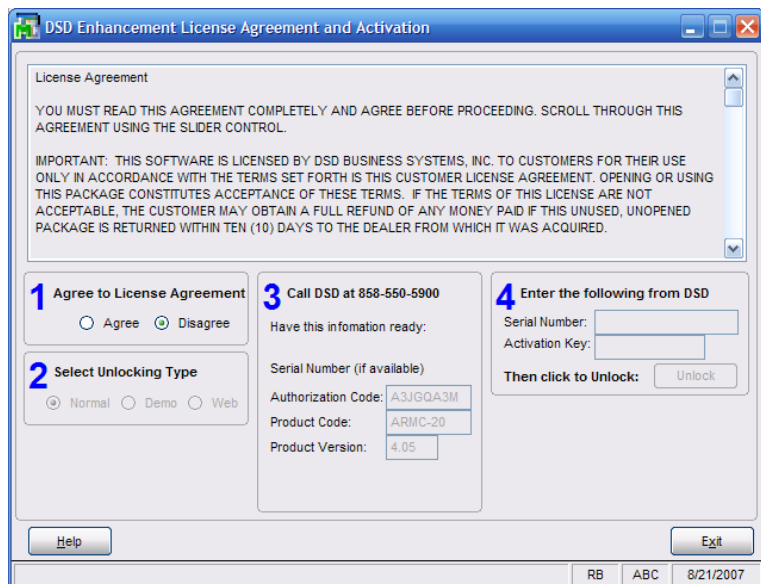 DSD Enhancement License Agreement and Activation
License Agreement
YOU MUST READ THIS AGREEMENT COMPLETELY AND AGREE BEFORE PROCEEDING. SCROLL THROUGH THIS
AGREEMENT USING THE SLIDER CONTROL.
IMPORTANT: THIS SOFTWARE IS LICENSED BY DSD BUSINESS SYSTEMS, INC. TO CUSTOMERS FOR THEIR USE
ONLY IN ACCORDANCE WITH THE TERMS SET FORTH IS THIS CUSTOMER LICENSE AGREEMENT. OPENING OR USING
THIS PACKAGE CONSTITUTES ACCEPTANCE OF THESE TERMS. IF THE TERMS OF THIS LICENSE ARE NOT
ACCEPTABLE, THE CUSTOMER MAY OBTAIN A FULL REFUND OF ANY MONEY PAID IF THIS UNUSED, UNOPENED
PACKAGE IS RETURNED WITHIN TEN (10) DAYS TO THE DEALER FROM WHICH IT WAS ACQUIRED.
1 Agree to License Agreement
Agree Disagree
2 Select Unlocking Type
Normal Demo Web
3 Call DSD at 858-550-5900
Have this infomation ready:
Serial Number (if available)
Authorization Code: A3JGQA3M
Product Code: ARMC-20
Product Version: 4.05
4 Enter the following from DSD
Serial Number:
Activation Key:
Then click to Unlock: Unlock
Help
Exit
RB ABC 8/21/2007